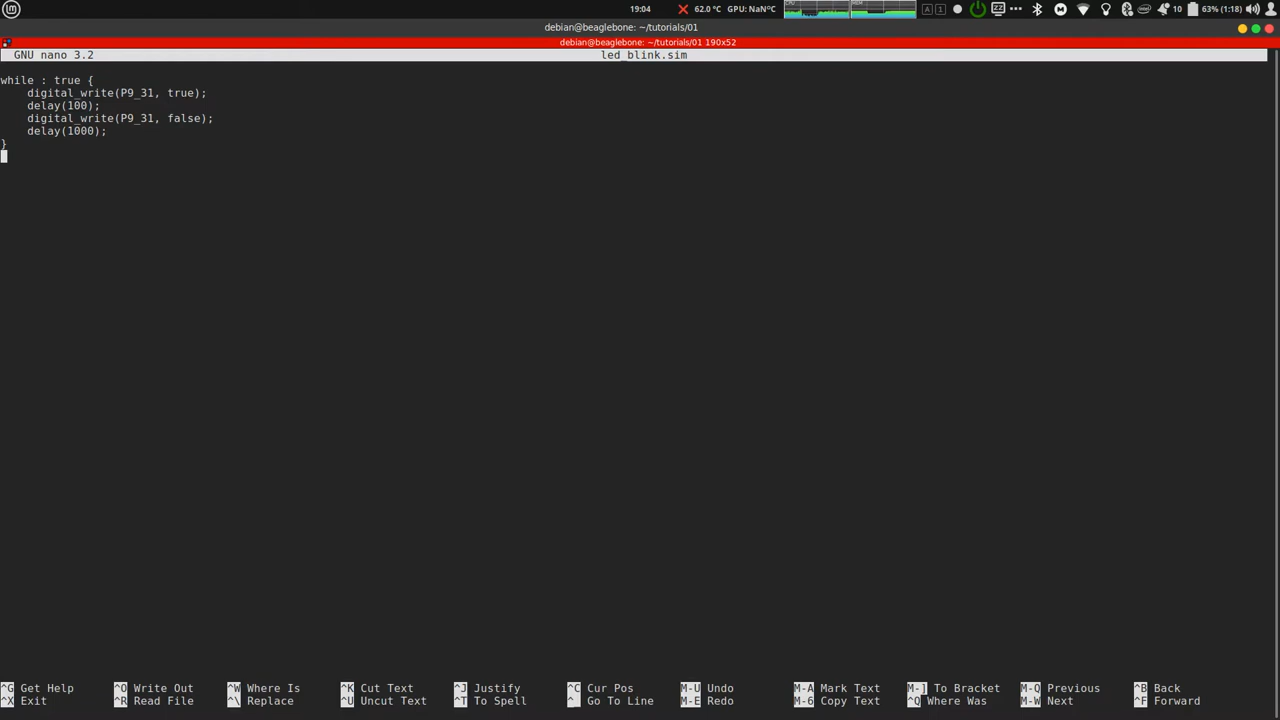 19:04 62.0 °C GPU: NaN°C A 1 10 63% (1:18)
debian@beaglebone: ~/tutorials/01
debian@beaglebone: ~/tutorials/01 190x52
GNU nano 3.2 led_blink.sim
while : true {
    digital_write(P9_31, true);
    delay(100);
    digital_write(P9_31, false);
    delay(1000);
}
^G Get Help ^O Write Out ^W Where Is ^K Cut Text ^J Justify ^C Cur Pos M-U Undo M-A Mark Text M-] To Bracket M-Q Previous ^B Back
^X Exit ^R Read File ^\ Replace ^U Uncut Text ^T To Spell ^_ Go To Line M-E Redo M-6 Copy Text ^Q Where Was M-W Next ^F Forward